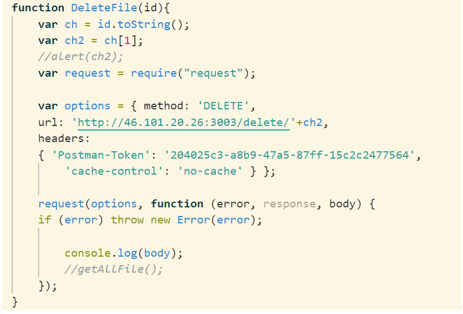 function DeleteFile(id){
var ch = id.toString();
var ch2 = ch[1];
//alert(ch2);
var request = require("request");
var options = { method: 'DELETE',
url: 'http://46.101.20.26:3003/delete/'+ch2,
headers:
{ 'Postman-Token': '204025c3-a8b9-47a5-87ff-15c2c2477564',
'cache-control': 'no-cache' } };
request(options, function (error, response, body) {
if (error) throw new Error(error);
console.log(body);
//getAllFile();
});
}